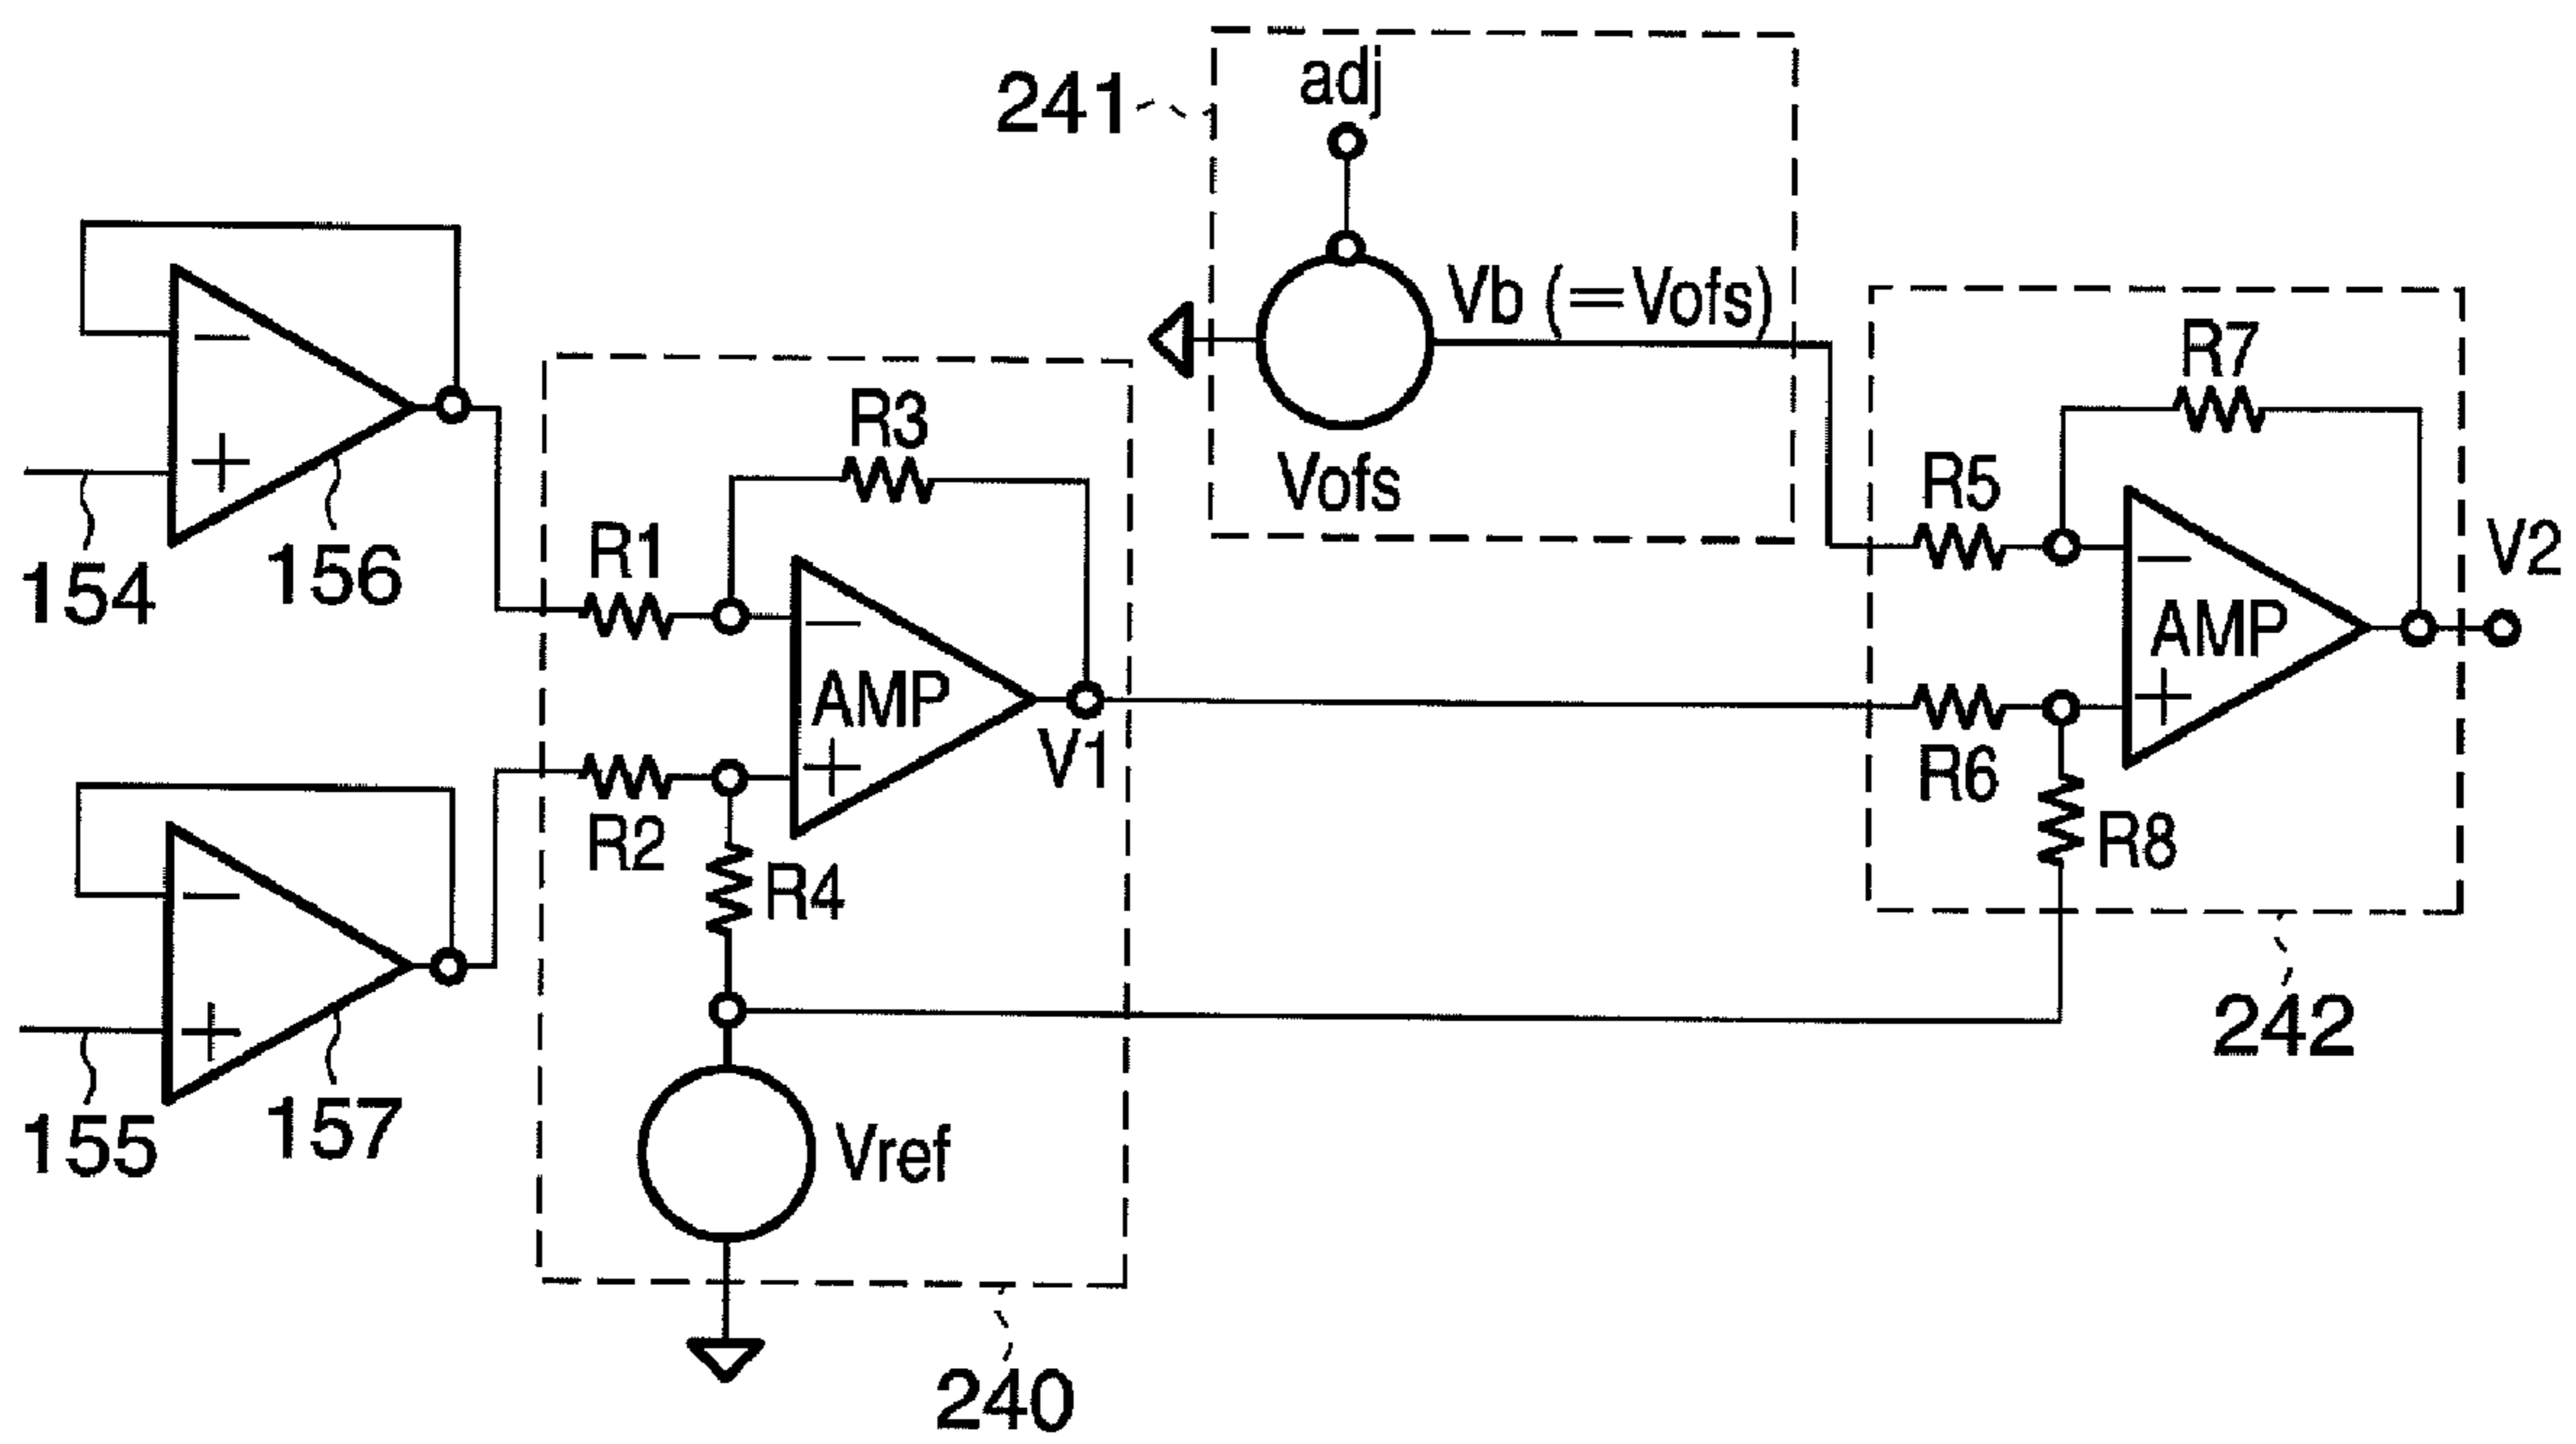 241
adj
Vb (=Vofs)
Vofs
R7
R5
V2
AMP
R6
R8
242
154
156
R3
R1
AMP
V1
R2
R4
155
157
Vref
240